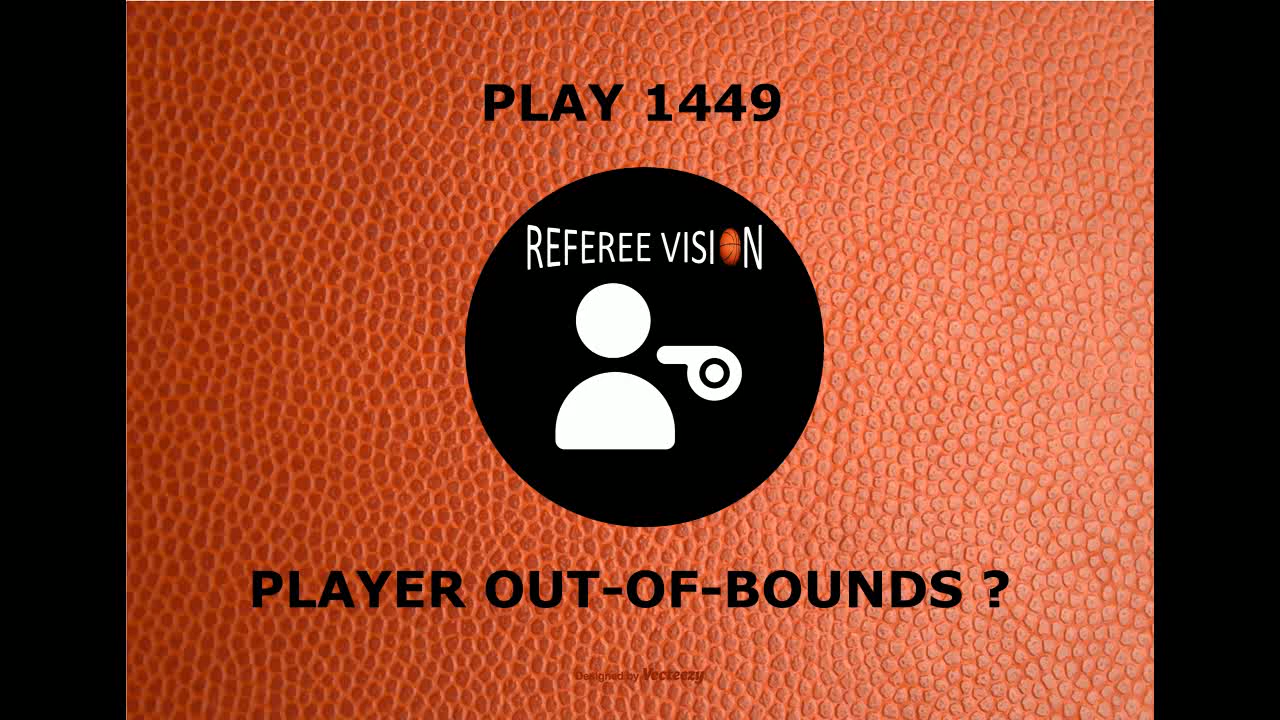 PLAY 1449
REFEREE VISION
PLAYER OUT-OF-BOUNDS ?
Designed by Vecteezy